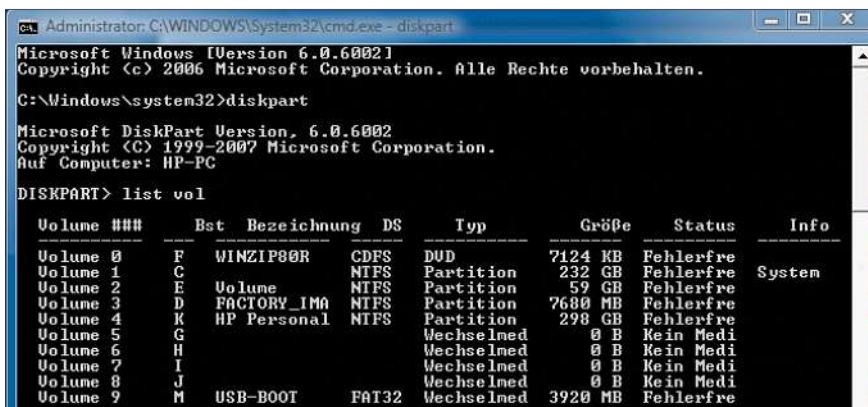 Administrator: C:\WINDOWS\System32\cmd.exe - diskpart
Microsoft Windows [Version 6.0.6002]
Copyright (c) 2006 Microsoft Corporation. Alle Rechte vorbehalten.
C:\Windows\system32>diskpart
Microsoft DiskPart Version, 6.0.6002
Copyright (C) 1999-2007 Microsoft Corporation.
Auf Computer: HP-PC
DISKPART> list vol
Volume ### Bst Bezeichnung DS Typ Größe Status Info
Volume 0 F WINZIP80R CDFS DVD 7124 KB Fehlerfre
Volume 1 C NTFS Partition 232 GB Fehlerfre System
Volume 2 E Volume NTFS Partition 59 GB Fehlerfre
Volume 3 D FACTORY_IMA NTFS Partition 7680 MB Fehlerfre
Volume 4 K HP Personal NTFS Partition 298 GB Fehlerfre
Volume 5 G Wechselmed 0 B Kein Medi
Volume 6 H Wechselmed 0 B Kein Medi
Volume 7 I Wechselmed 0 B Kein Medi
Volume 8 J Wechselmed 0 B Kein Medi
Volume 9 M USB-BOOT FAT32 Wechselmed 3920 MB Fehlerfre